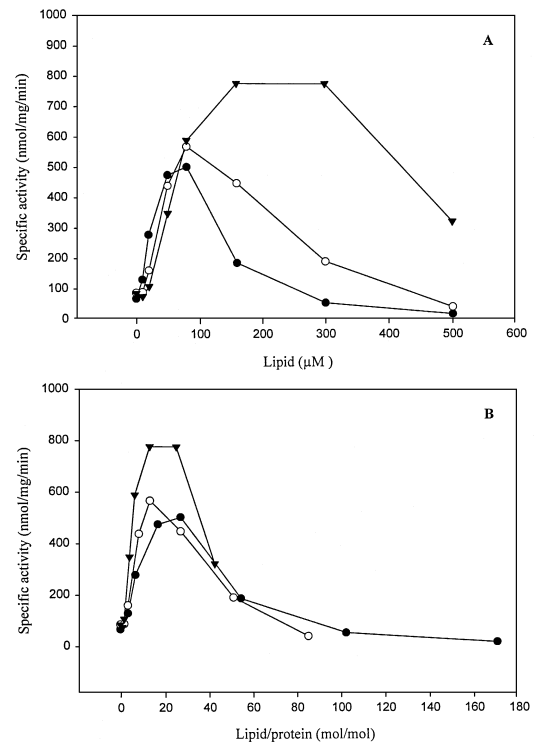 A
1000
900
800
700
600
500
400
300
200
100
0
Specific activity (nmol/mg/min)
0 100 200 300 400 500 600
Lipid (µM )
B
1000
800
600
400
200
0
Specific activity (nmol/mg/min)
0 20 40 60 80 100 120 140 160 180
Lipid/protein (mol/mol)